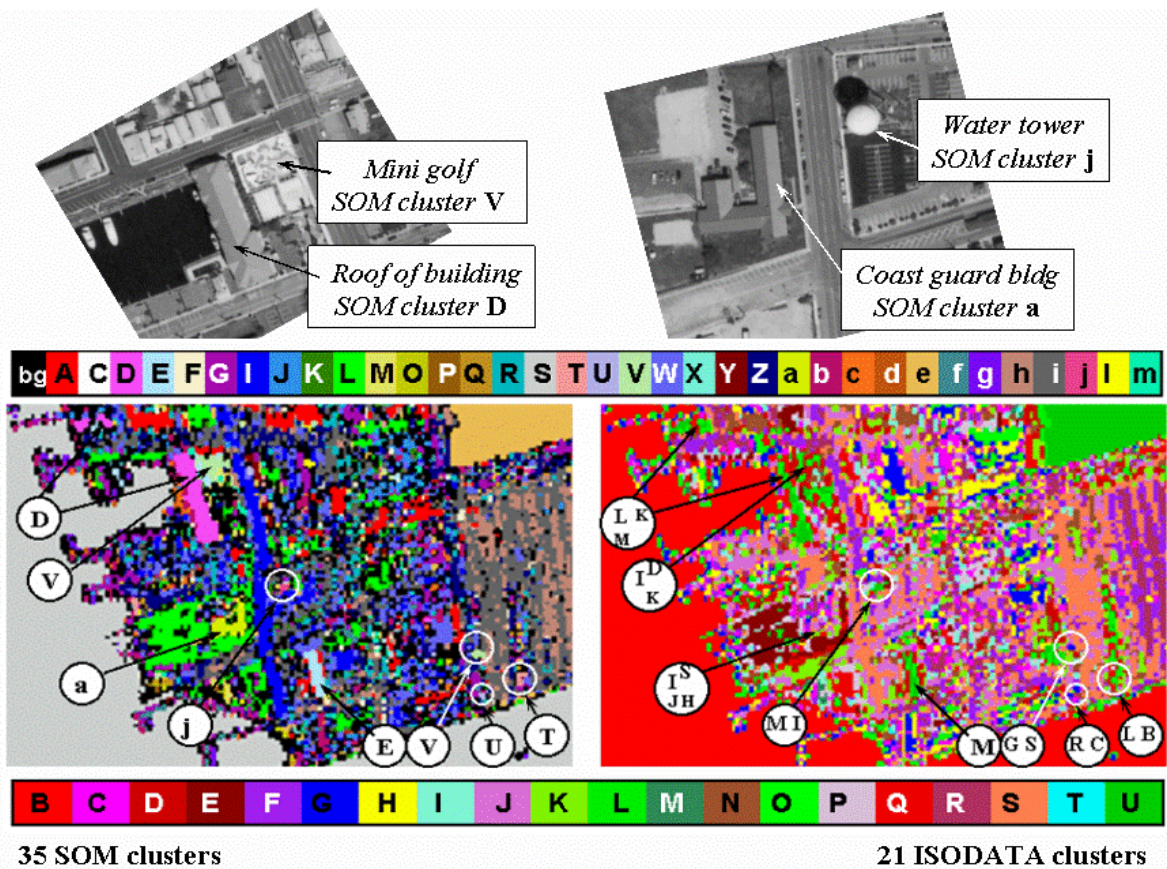 Mini golf
SOM cluster V
Roof of building
SOM cluster D
Water tower
SOM cluster j
Coast guard bldg
SOM cluster a
bg A C D E F G I J K L M O P Q R S T U V W X Y Z a b c d e f g h i j l m
D
V
a
j
E
V
U
T
L K
M
I D
K
I S
J H
M I
M
G S
R C
L B
B C D E F G H I J K L M N O P Q R S T U
35 SOM clusters
21 ISODATA clusters